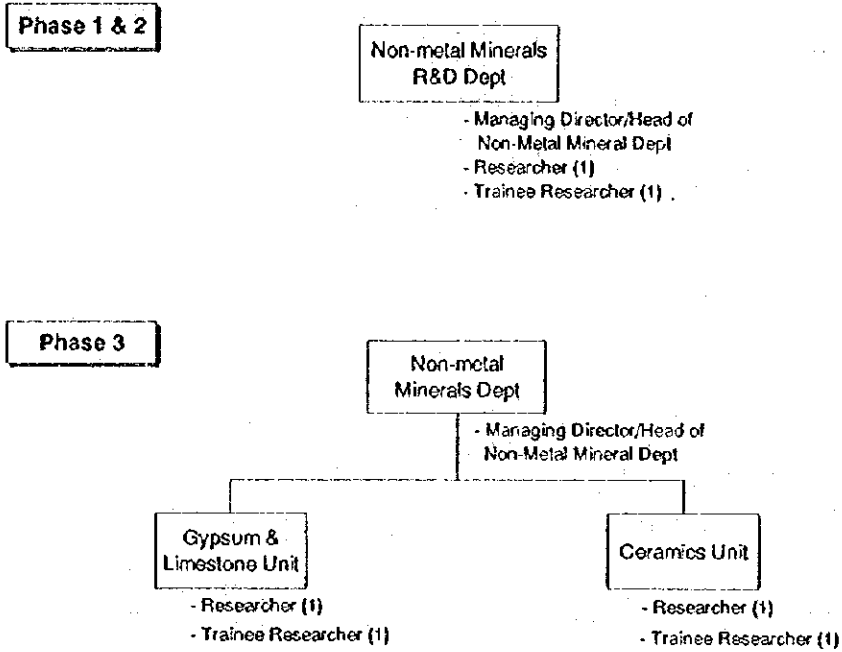 Phase 1 & 2
Non-metal Minerals
R&D Dept
- Managing Director/Head of
Non-Metal Mineral Dept
- Researcher (1)
- Trainee Researcher (1)
Phase 3
Non-metal
Minerals Dept
- Managing Director/Head of
Non-Metal Mineral Dept
Gypsum &
Limestone Unit
- Researcher (1)
- Trainee Researcher (1)
Ceramics Unit
- Researcher (1)
- Trainee Researcher (1)